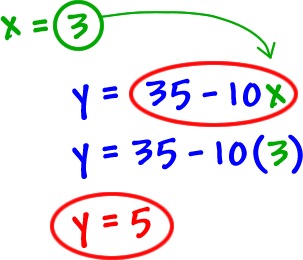 x = 3
y = 35 - 10x
y = 35 - 10(3)
y = 5